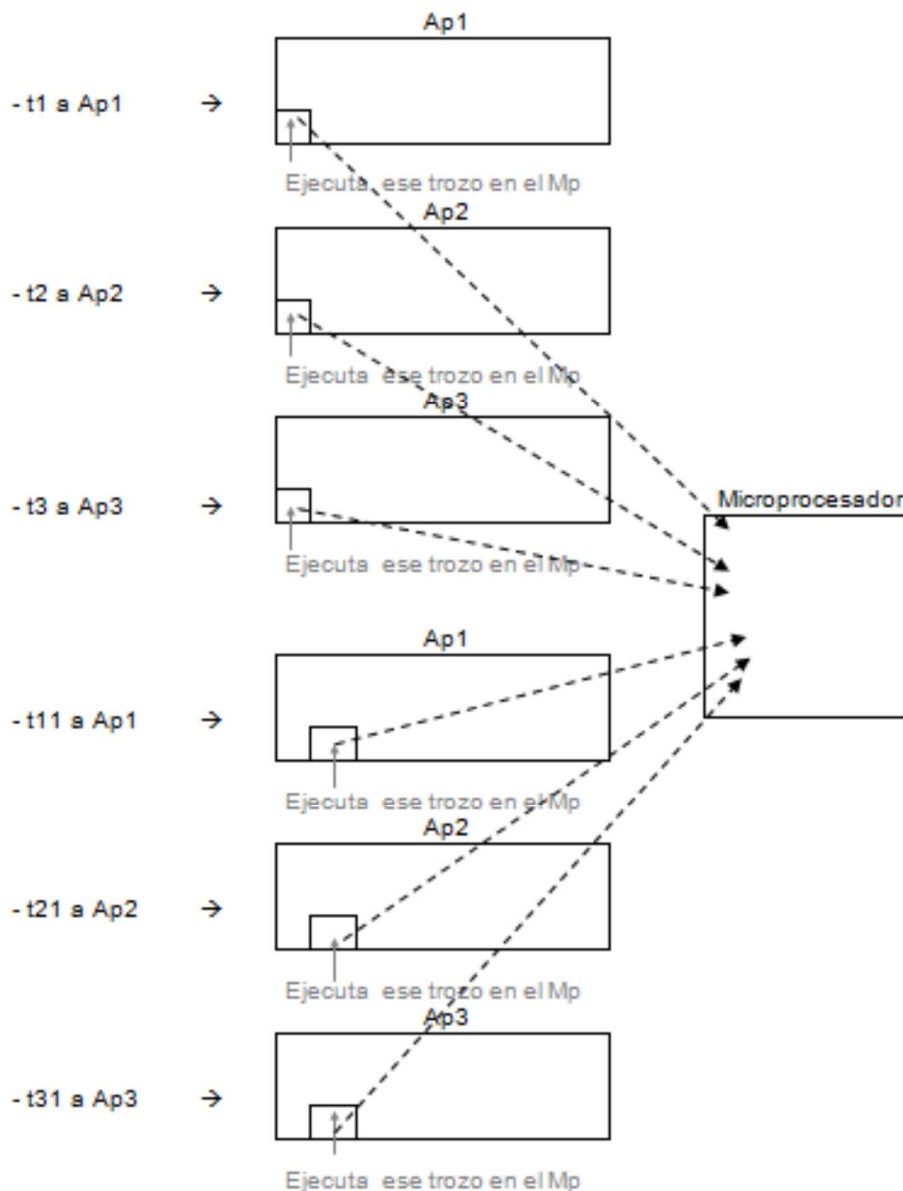 Ap1
- t1 a Ap1 →
Ejecuta ese trozo en el Mp
Ap2
- t2 a Ap2 →
Ejecuta ese trozo en el Mp
Ap3
- t3 a Ap3 →
Ejecuta ese trozo en el Mp
Microprocesador
Ap1
- t11 a Ap1 →
Ejecuta ese trozo en el Mp
Ap2
- t21 a Ap2 →
Ejecuta ese trozo en el Mp
Ap3
- t31 a Ap3 →
Ejecuta ese trozo en el Mp